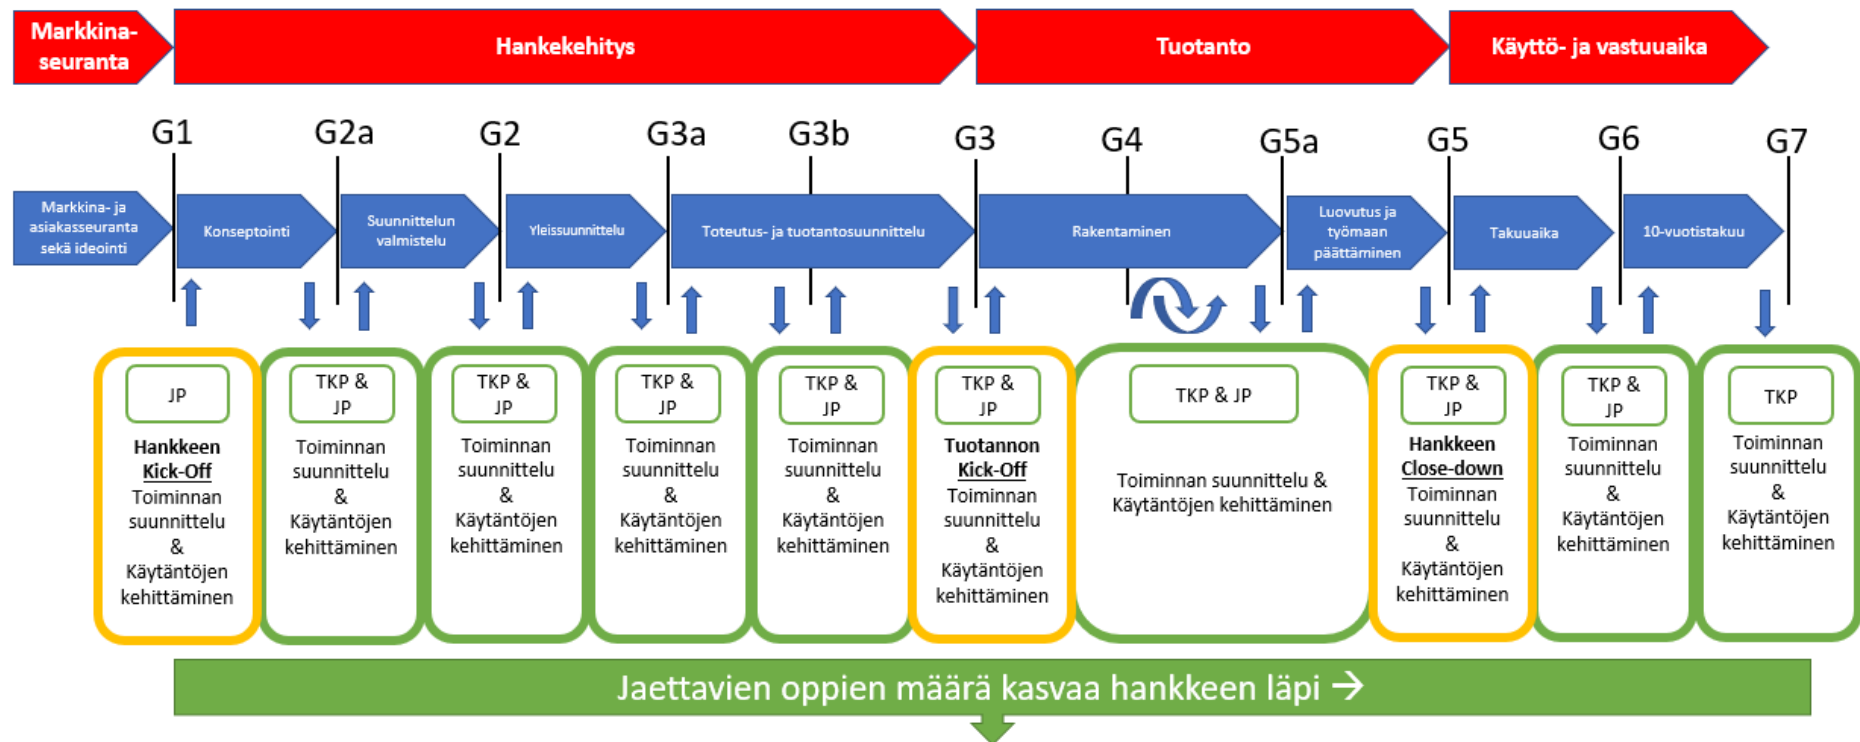 Markkina-
seuranta
Hankekehitys
Tuotanto
Käyttö- ja vastuuaika
G1
G2a
G2
G3a
G3b
G3
G4
G5a
G5
G6
G7
Markkina- ja
asiakasseuranta
sekä ideointi
Konseptointi
Suunnittelun
valmistelu
Yleissuunnittelu
Toteutus- ja tuotantosuunnittelu
Rakentaminen
Luovutus ja
työmaan
päättäminen
Takuuaika
10-vuotistakuu
JP
Hankkeen
Kick-Off
Toiminnan
suunnittelu
&
Käytäntöjen
kehittäminen
TKP &
JP
Toiminnan
suunnittelu
&
Käytäntöjen
kehittäminen
TKP &
JP
Toiminnan
suunnittelu
&
Käytäntöjen
kehittäminen
TKP &
JP
Toiminnan
suunnittelu
&
Käytäntöjen
kehittäminen
TKP &
JP
Toiminnan
suunnittelu
&
Käytäntöjen
kehittäminen
TKP &
JP
Tuotannon
Kick-Off
Toiminnan
suunnittelu
&
Käytäntöjen
kehittäminen
TKP & JP
Toiminnan suunnittelu &
Käytäntöjen kehittäminen
TKP &
JP
Hankkeen
Close-down
Toiminnan
suunnittelu
&
Käytäntöjen
kehittäminen
TKP &
JP
Toiminnan
suunnittelu
&
Käytäntöjen
kehittäminen
TKP
Toiminnan
suunnittelu
&
Käytäntöjen
kehittäminen
Jaettavien oppien määrä kasvaa hankkeen läpi →